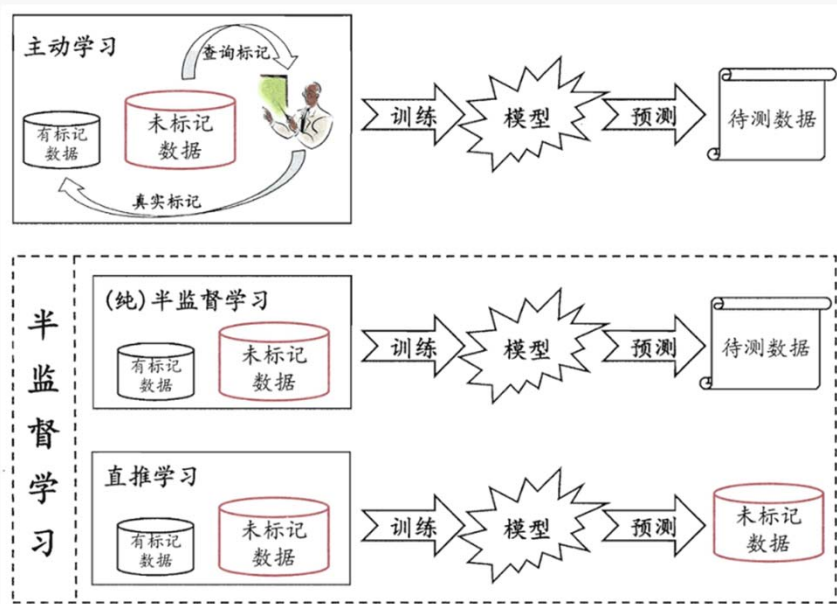 主动学习
查询标记
有标记
数据
未标记
数据
真实标记
训练
模型
预测
待测数据
半监督学习
(纯)半监督学习
有标记
数据
未标记
数据
训练
模型
预测
待测数据
直推学习
有标记
数据
未标记
数据
训练
模型
预测
未标记
数据